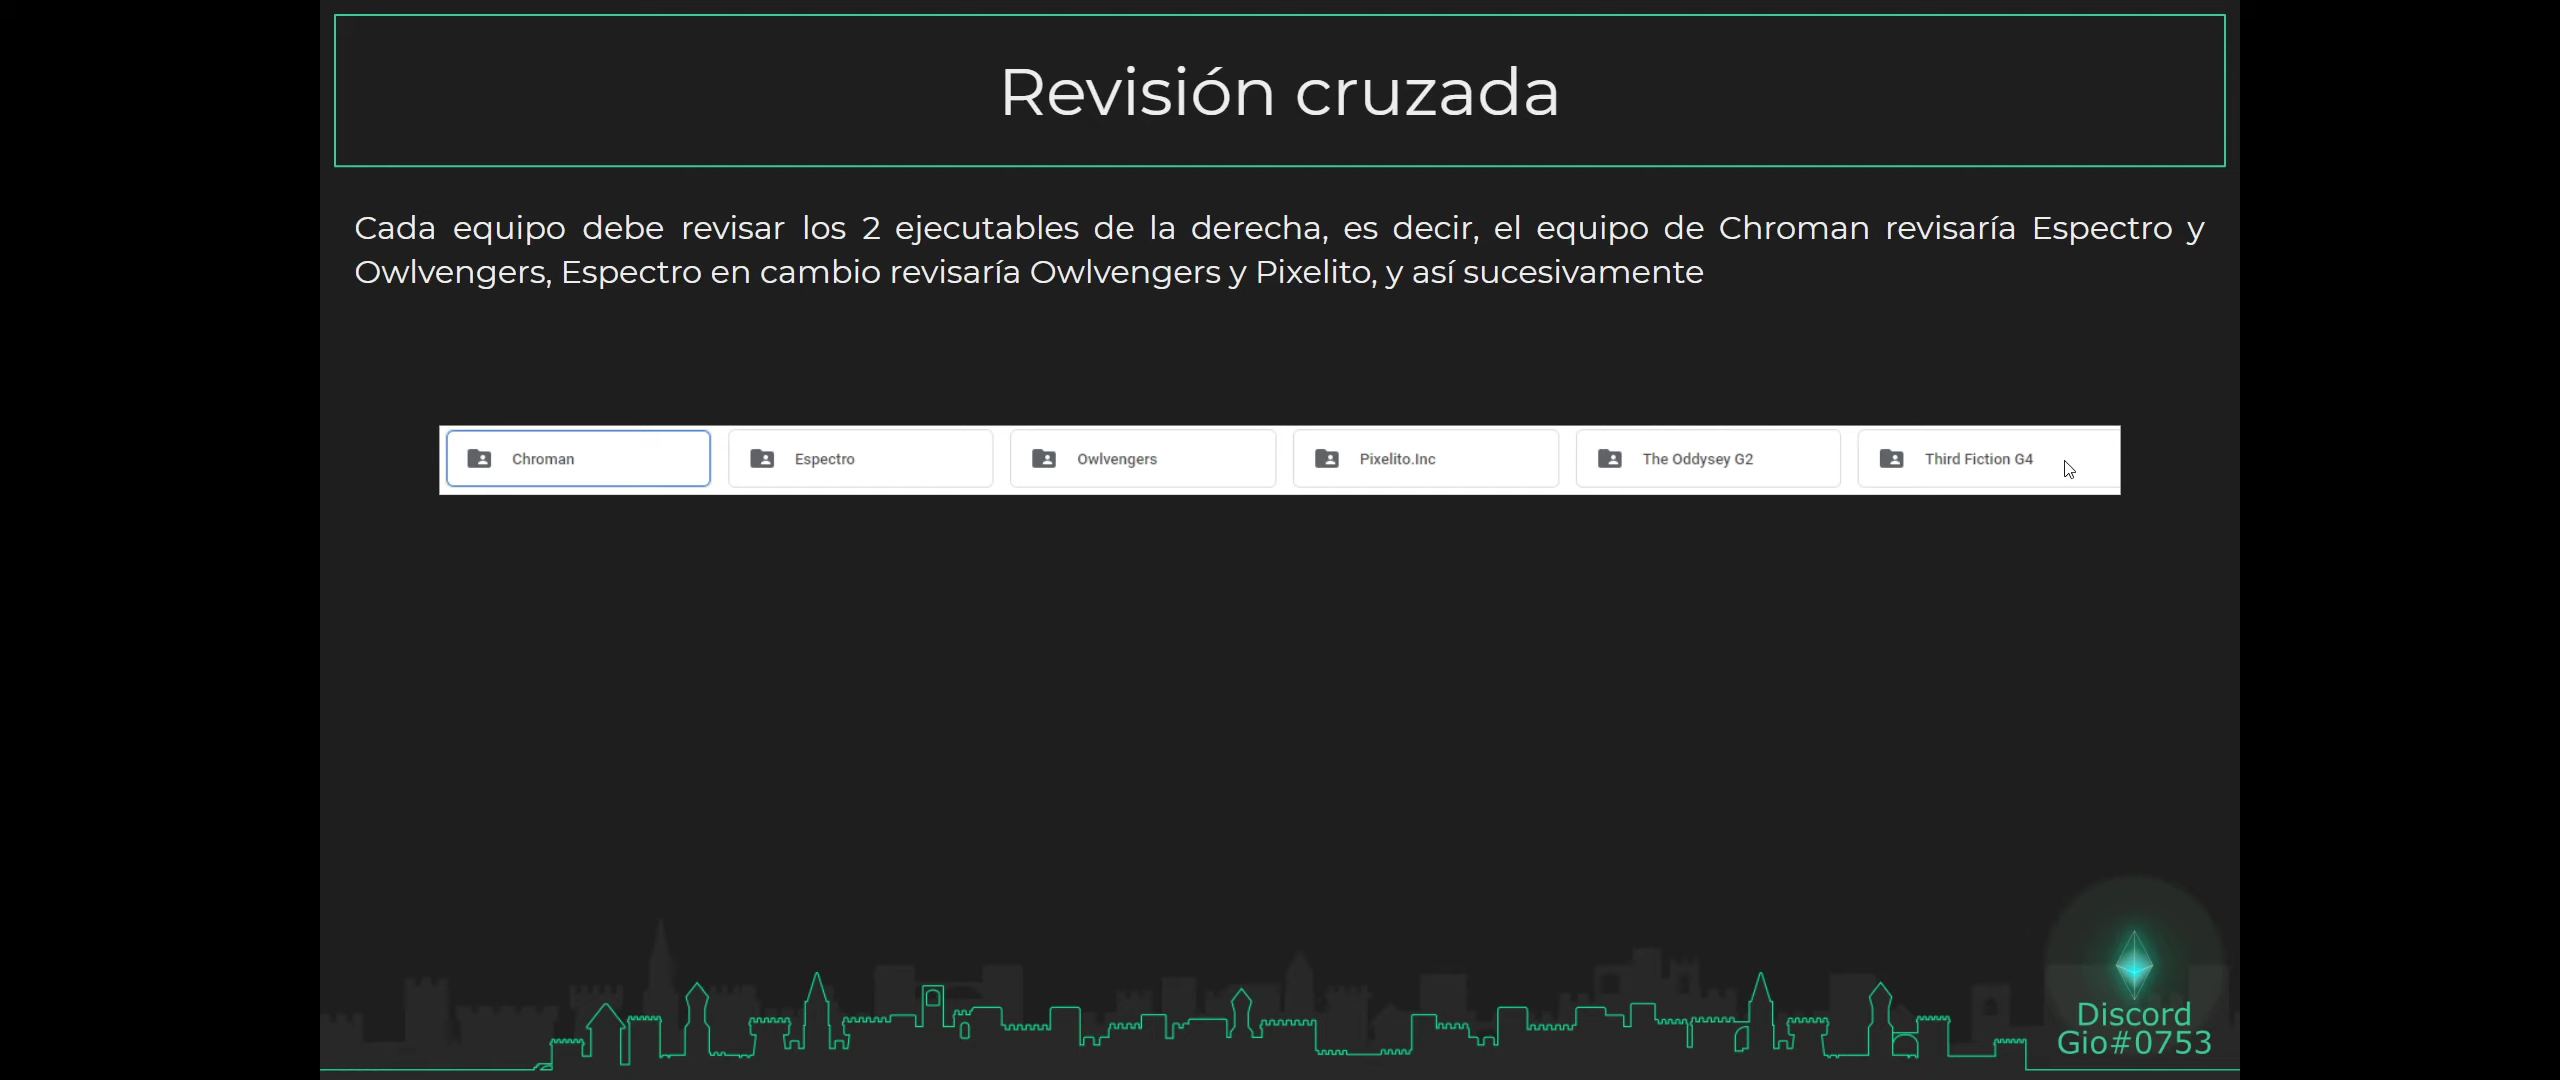 Revisión cruzada
Cada equipo debe revisar los 2 ejecutables de la derecha, es decir, el equipo de Chroman revisaría Espectro y
Owlvengers, Espectro en cambio revisaría Owlvengers y Pixelito, y así sucesivamente
Chroman Espectro Owlvengers Pixelito.Inc The Oddysey G2 Third Fiction G4
Discord
Gio#0753